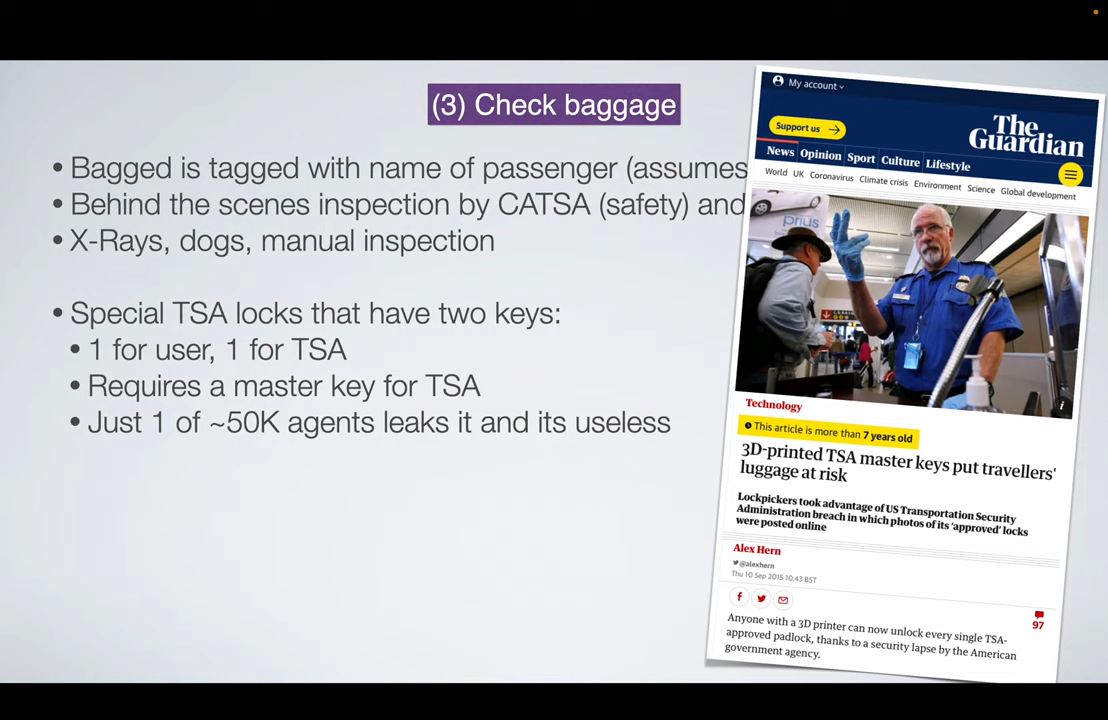 (3) Check baggage
• Bagged is tagged with name of passenger (assumes
• Behind the scenes inspection by CATSA (safety) and
• X-Rays, dogs, manual inspection
• Special TSA locks that have two keys:
• 1 for user, 1 for TSA
• Requires a master key for TSA
• Just 1 of ~50K agents leaks it and its useless
My account
Support us →
The
Guardian
News Opinion Sport Culture Lifestyle
World UK Coronavirus Climate crisis Environment Science Global development
prius
Technology
This article is more than 7 years old
3D-printed TSA master keys put travellers'
luggage at risk
Lockpickers took advantage of US Transportation Security
Administration breach in which photos of its 'approved' locks
were posted online
Alex Hern
@alexhern
Thu 10 Sep 2015 10.43 BST
97
Anyone with a 3D printer can now unlock every single TSA-
approved padlock, thanks to a security lapse by the American
government agency.